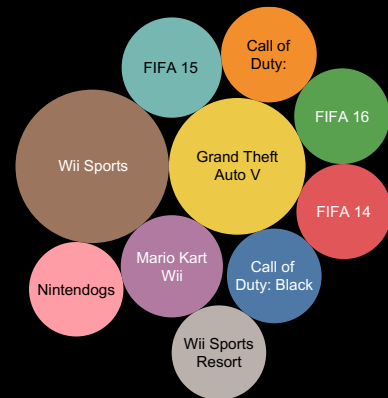 Call of
Duty:
FIFA 15
FIFA 16
Wii Sports
Grand Theft
Auto V
FIFA 14
Mario Kart
Wii
Call of
Duty: Black
Nintendogs
Wii Sports
Resort